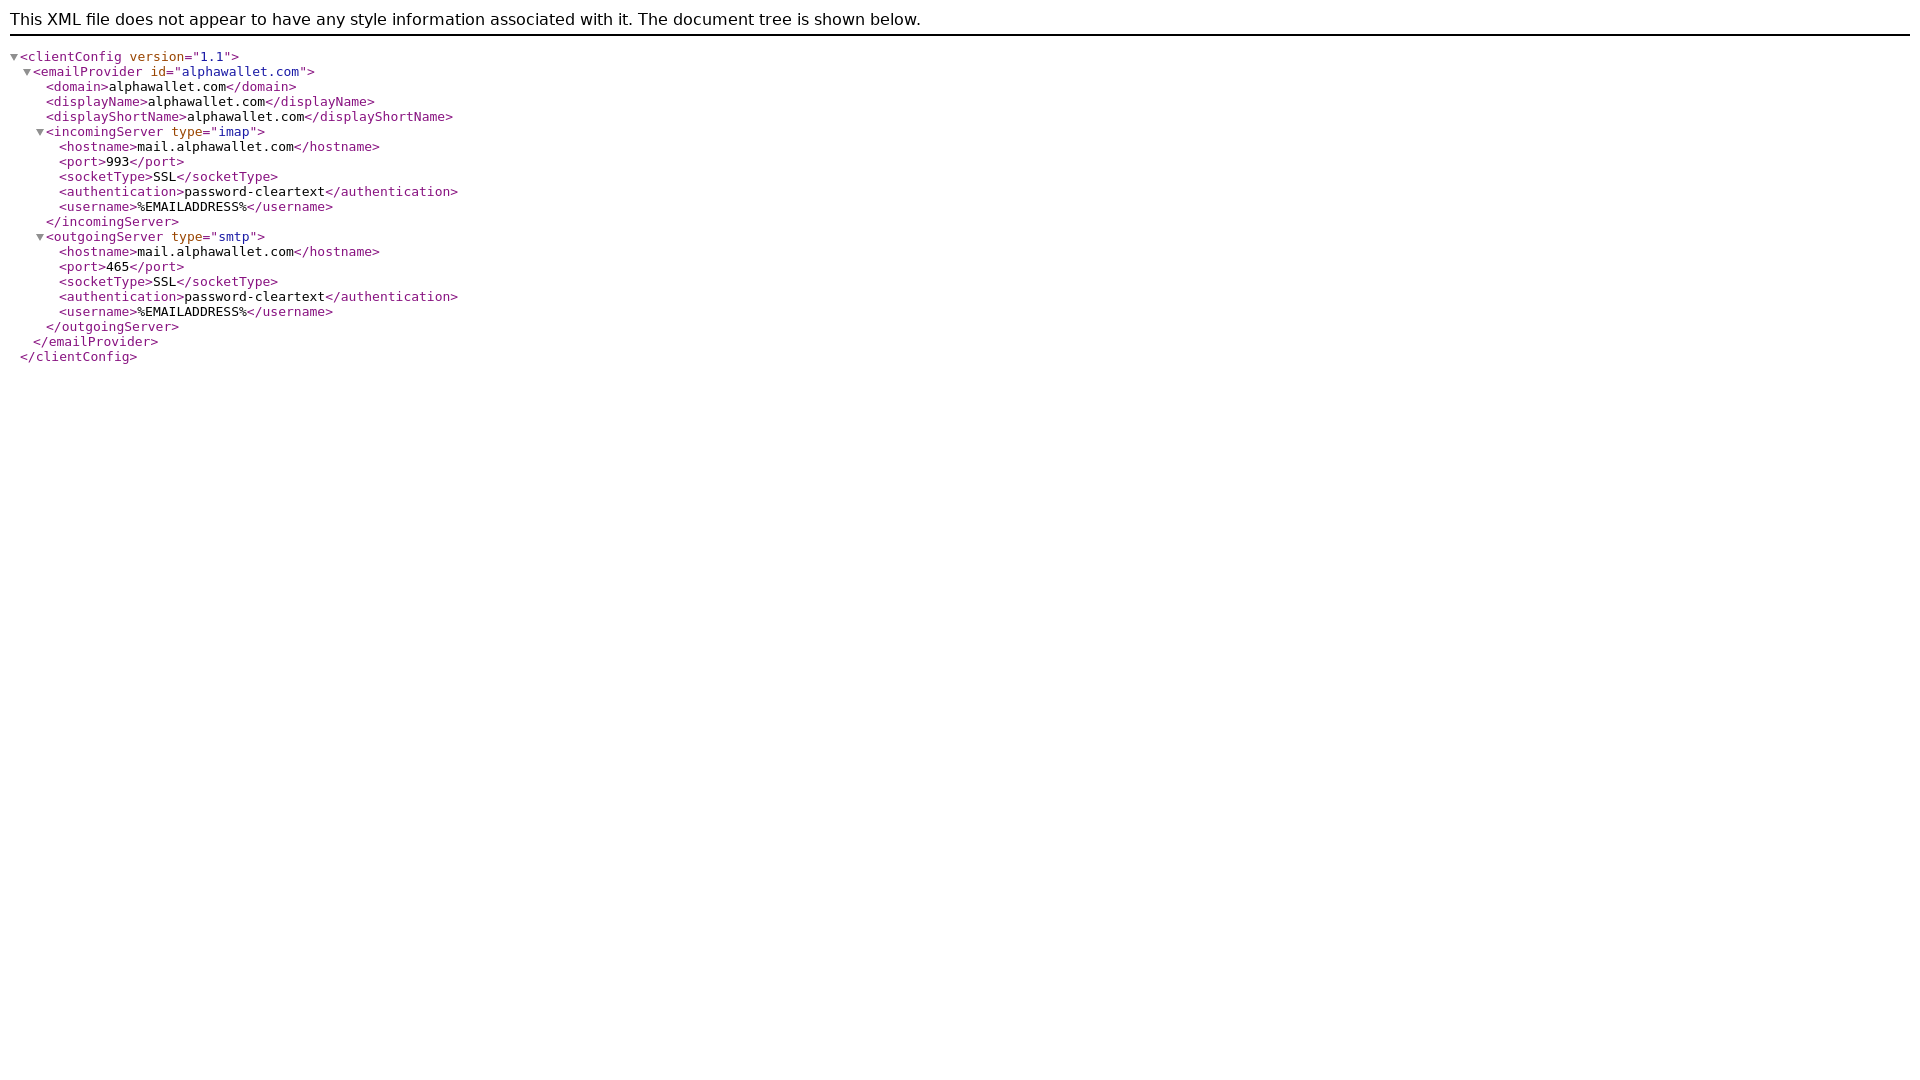 This XML file does not appear to have any style information associated with it. The document tree is shown below.
<clientConfig version="1.1">
<emailProvider id="alphawallet.com">
<domain>alphawallet.com</domain>
<displayName>alphawallet.com</displayName>
<displayShortName>alphawallet.com</displayShortName>
<incomingServer type="imap">
<hostname>mail.alphawallet.com</hostname>
<port>993</port>
<socketType>SSL</socketType>
<authentication>password-cleartext</authentication>
<username>%EMAILADDRESS%</username>
</incomingServer>
<outgoingServer type="smtp">
<hostname>mail.alphawallet.com</hostname>
<port>465</port>
<socketType>SSL</socketType>
<authentication>password-cleartext</authentication>
<username>%EMAILADDRESS%</username>
</outgoingServer>
</emailProvider>
</clientConfig>